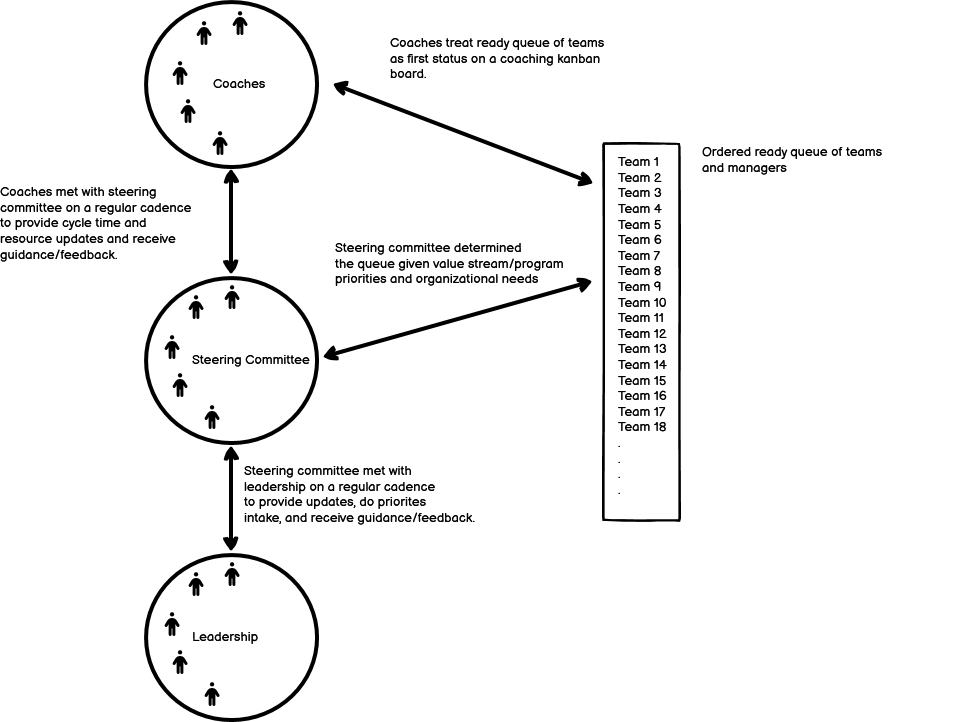 Coaches
Coaches treat ready queue of teams
as first status on a coaching kanban
board.
Ordered ready queue of teams
and managers
Team 1
Team 2
Team 3
Team 4
Team 5
Team 6
Team 7
Team 8
Team 9
Team 10
Team 11
Team 12
Team 13
Team 14
Team 15
Team 16
Team 17
Team 18
.
.
.
.
Coaches met with steering
committee on a regular cadence
to provide cycle time and
resource updates and receive
guidance/feedback.
Steering committee determined
the queue given value stream/program
priorities and organizational needs
Steering Committee
Steering committee met with
leadership on a regular cadence
to provide updates, do priorites
intake, and receive guidance/feedback.
Leadership